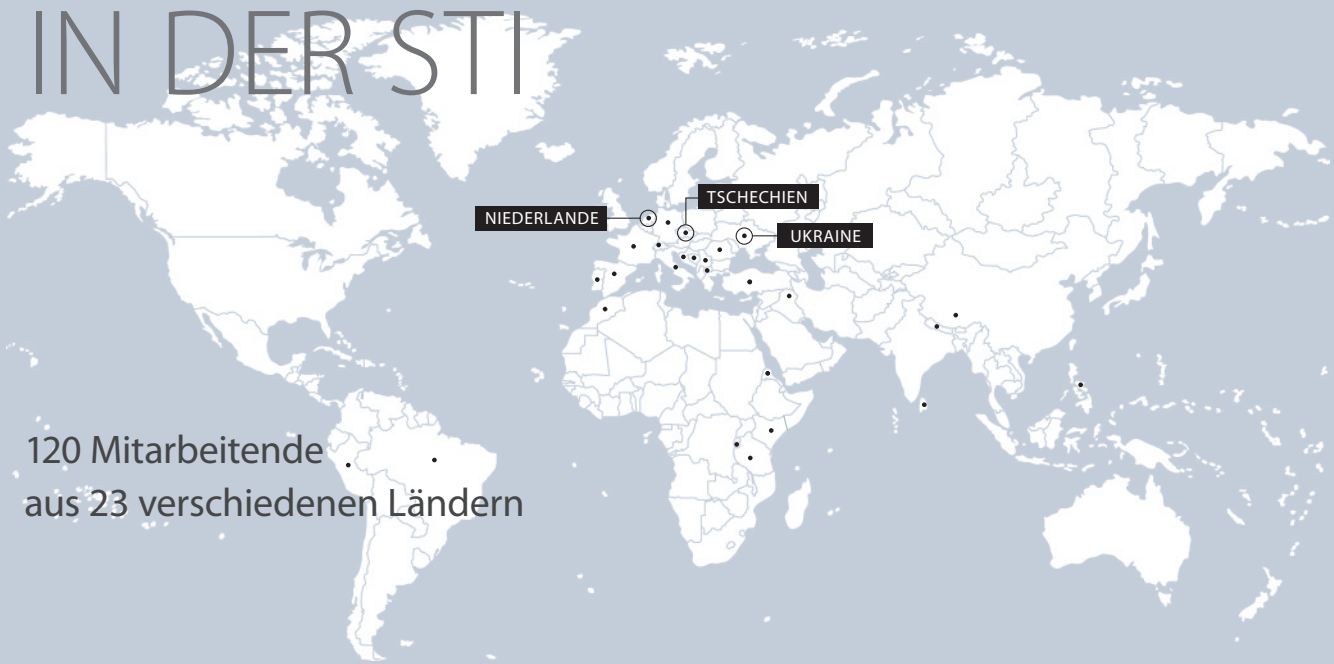 IN DER STI
TSCHECHIEN
NIEDERLANDE
UKRAINE
120 Mitarbeitende
aus 23 verschiedenen Ländern